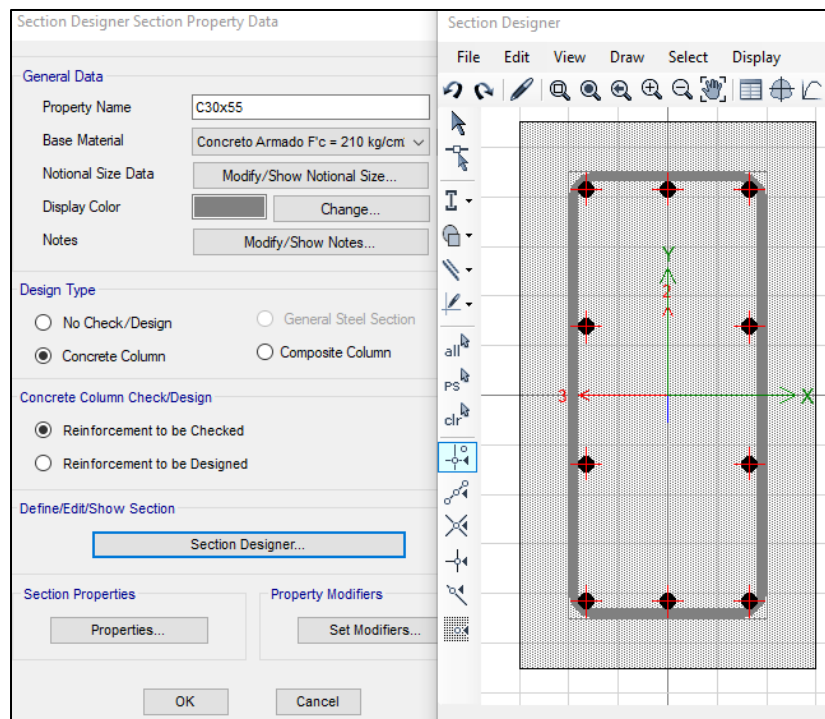 Section Designer Section Property Data
General Data
Property Name
C30x55
Base Material
Concreto Armado F'c = 210 kg/cm
Notional Size Data
Modify/Show Notional Size...
Display Color
Change...
Notes
Modify/Show Notes...
Design Type
No Check/Design
General Steel Section
Concrete Column
Composite Column
Concrete Column Check/Design
Reinforcement to be Checked
Reinforcement to be Designed
Define/Edit/Show Section
Section Designer...
Section Properties
Property Modifiers
Properties...
Set Modifiers...
OK
Cancel
Section Designer
File Edit View Draw Select Display
all
PS
clr
Y
2
3
X